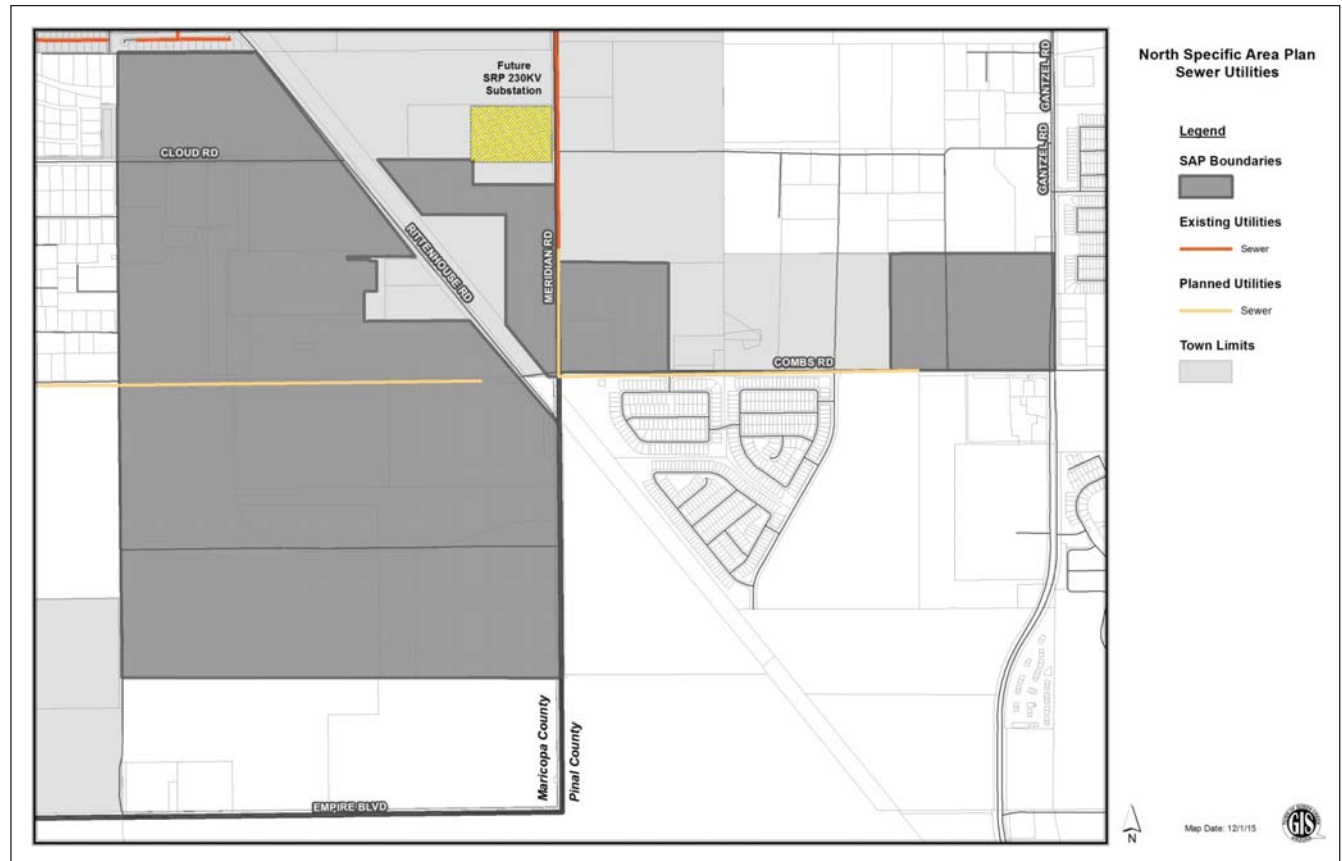 North Specific Area Plan
Sewer Utilities
Legend
SAP Boundaries
Existing Utilities
Sewer
Planned Utilities
Sewer
Town Limits
Future
SRP 230KV
Substation
CLOUD RD
RITTENHOUSE RD
MERIDIAN RD
GANTZEL RD
GANTZEL RD
COMBS RD
Maricopa County
Pinal County
EMPIRE BLVD
N
Map Date: 12/1/15
GIS